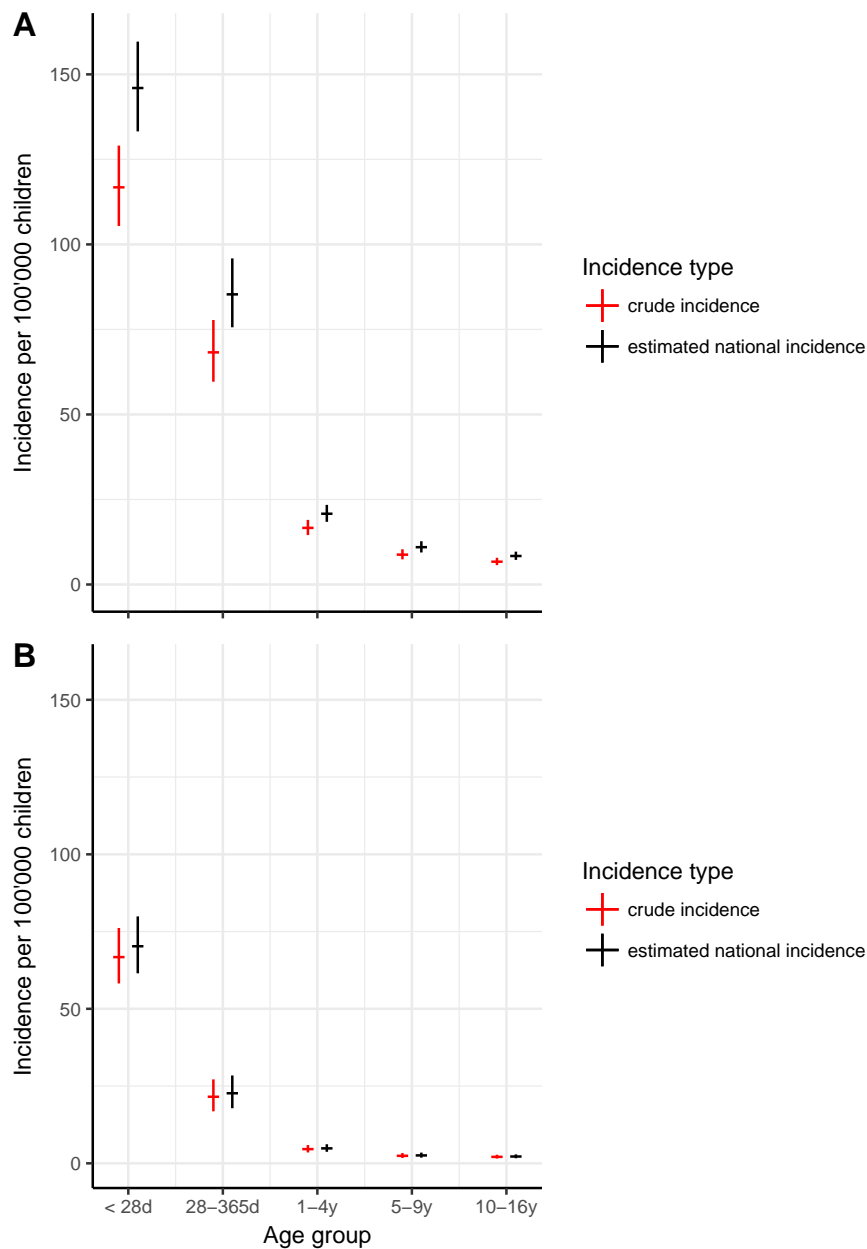 A
Incidence per 100'000 children
150
100
50
0
Incidence type
crude incidence
estimated national incidence
B
Incidence per 100'000 children
150
100
50
0
Incidence type
crude incidence
estimated national incidence
< 28d 28−365d 1−4y 5−9y 10−16y
Age group